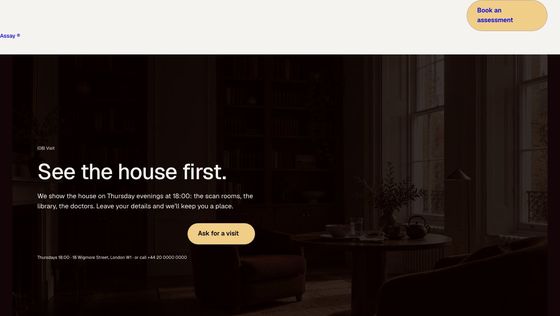 Book an
assessment
Assay ®
(08) Visit
See the house first.
We show the house on Thursday evenings at 18:00: the scan rooms, the
library, the doctors. Leave your details and we'll keep you a place.
Ask for a visit
Thursdays 18:00 · 18 Wigmore Street, London W1 · or call +44 20 0000 0000